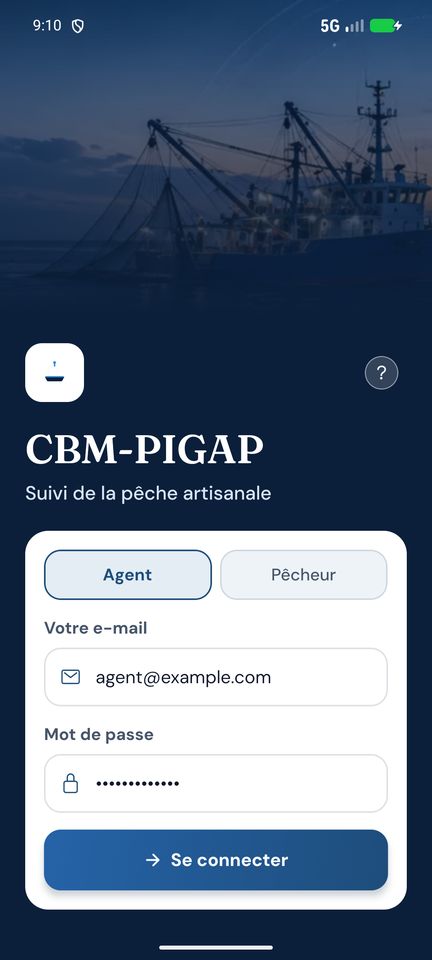 9:10
5G
?
CBM-PIGAP
Suivi de la pêche artisanale
Agent
Pêcheur
Votre e-mail
agent@example.com
Mot de passe
•••••••••••••
→ Se connecter